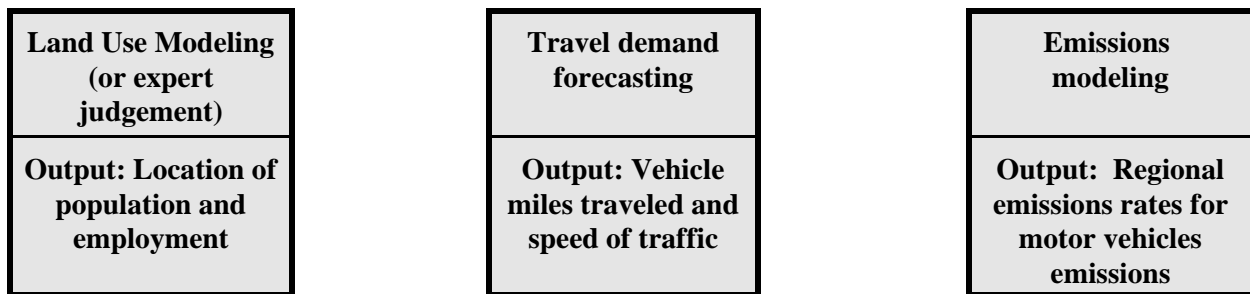 Land Use Modeling
(or expert
judgement)
Output: Location of
population and
employment
Travel demand
forecasting
Output: Vehicle
miles traveled and
speed of traffic
Emissions
modeling
Output: Regional
emissions rates for
motor vehicles
emissions